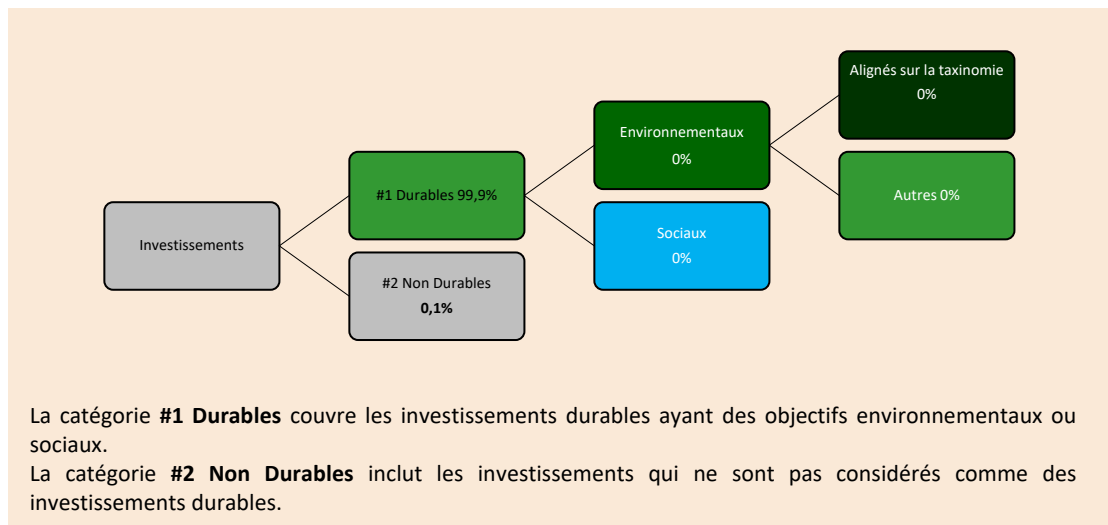 Alignés sur la taxinomie
0%
Environnementaux
0%
#1 Durables 99,9%
Autres 0%
Investissements
Sociaux
0%
#2 Non Durables
0,1%
La catégorie #1 Durables couvre les investissements durables ayant des objectifs environnementaux ou
sociaux.
La catégorie #2 Non Durables inclut les investissements qui ne sont pas considérés comme des
investissements durables.